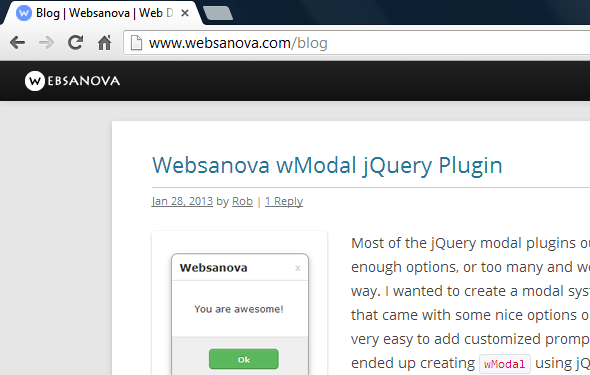 Blog | Websanova | Web D
www.websanova.com/blog
WEBSANOVA
Websanova wModal jQuery Plugin
Jan 28, 2013 by Rob | 1 Reply
Websanova x
You are awesome!
Ok
Most of the jQuery modal plugins ou
enough options, or too many and we
way. I wanted to create a modal sys
that came with some nice options o
very easy to add customized promp
ended up creating wModal using jQ